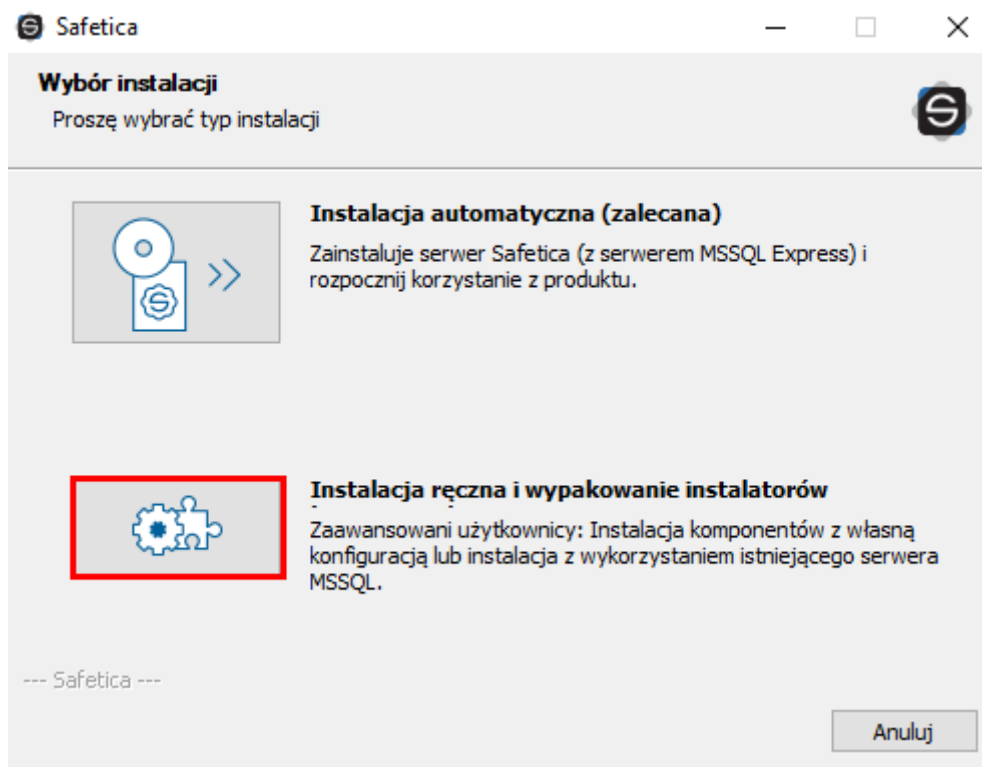 Safetica
Wybór instalacji
Proszę wybrać typ instalacji
Instalacja automatyczna (zalecana)
Zainstaluje serwer Safetica (z serwerem MSSQL Express) i
rozpocznij korzystanie z produktu.
Instalacja ręczna i wypakowanie instalatorów
Zaawansowani użytkownicy: Instalacja komponentów z własną
konfiguracją lub instalacja z wykorzystaniem istniejącego serwera
MSSQL.
--- Safetica ---
Anuluj